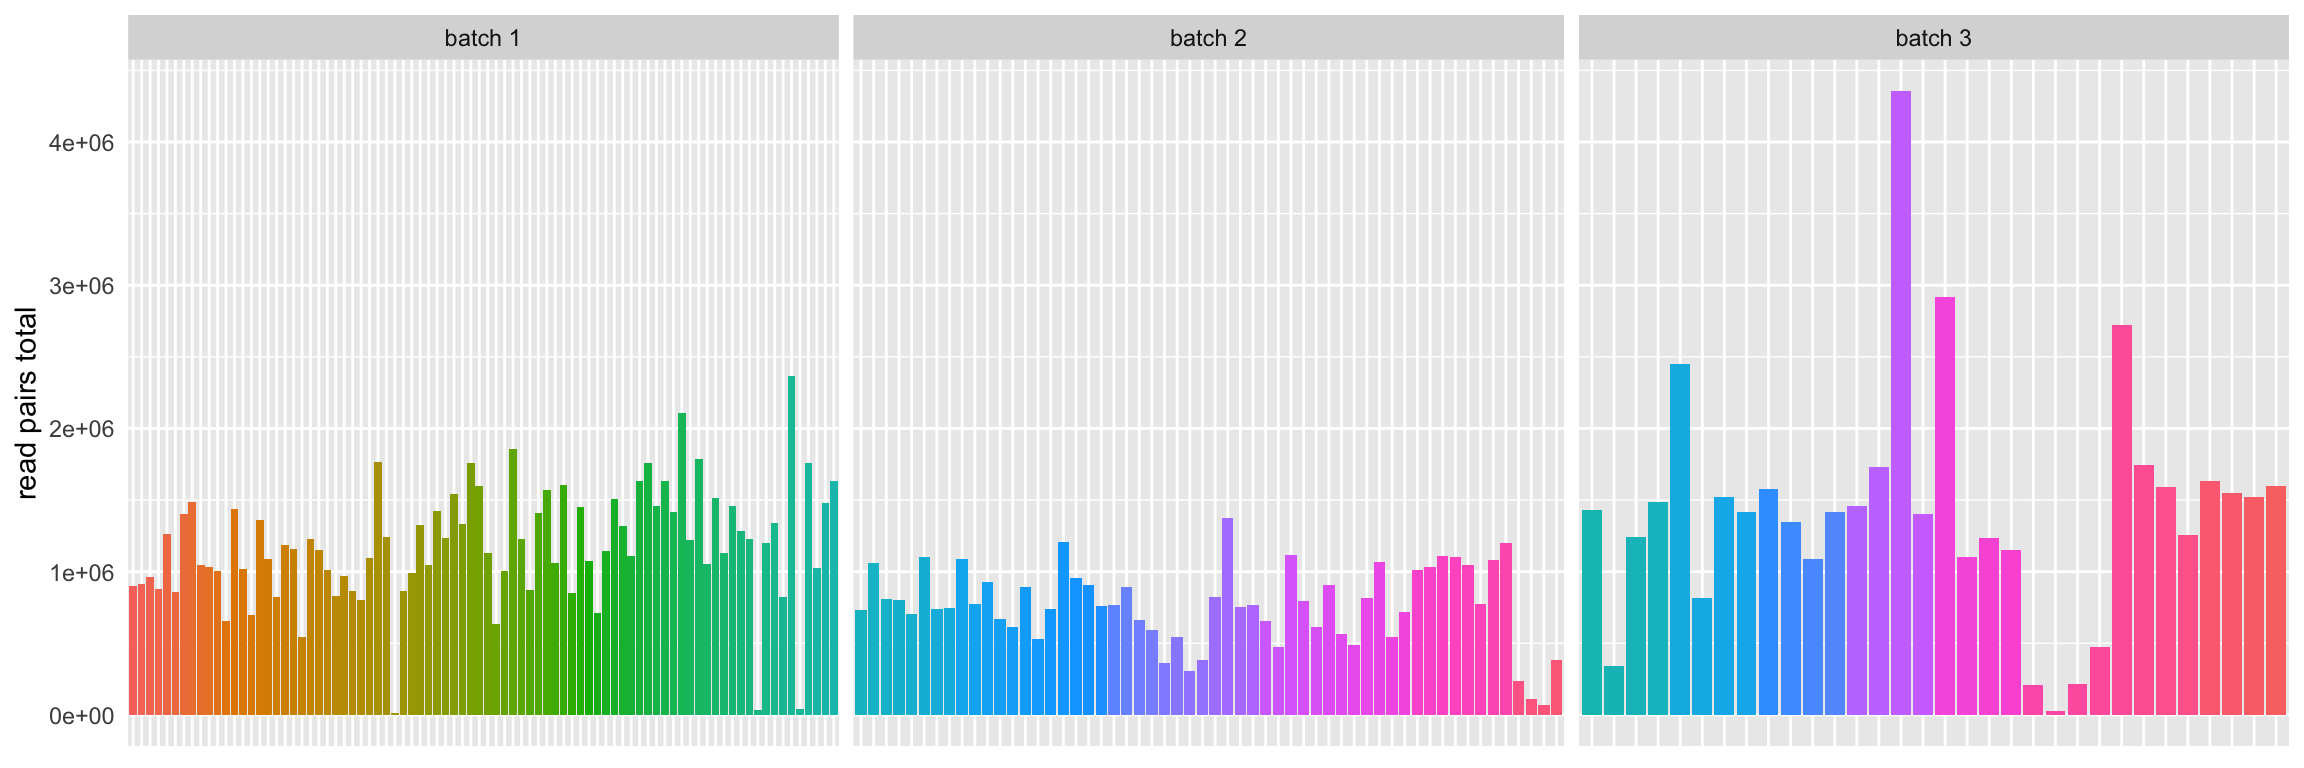 batch 1
batch 2
batch 3
read pairs total
4e+06
3e+06
2e+06
1e+06
0e+00